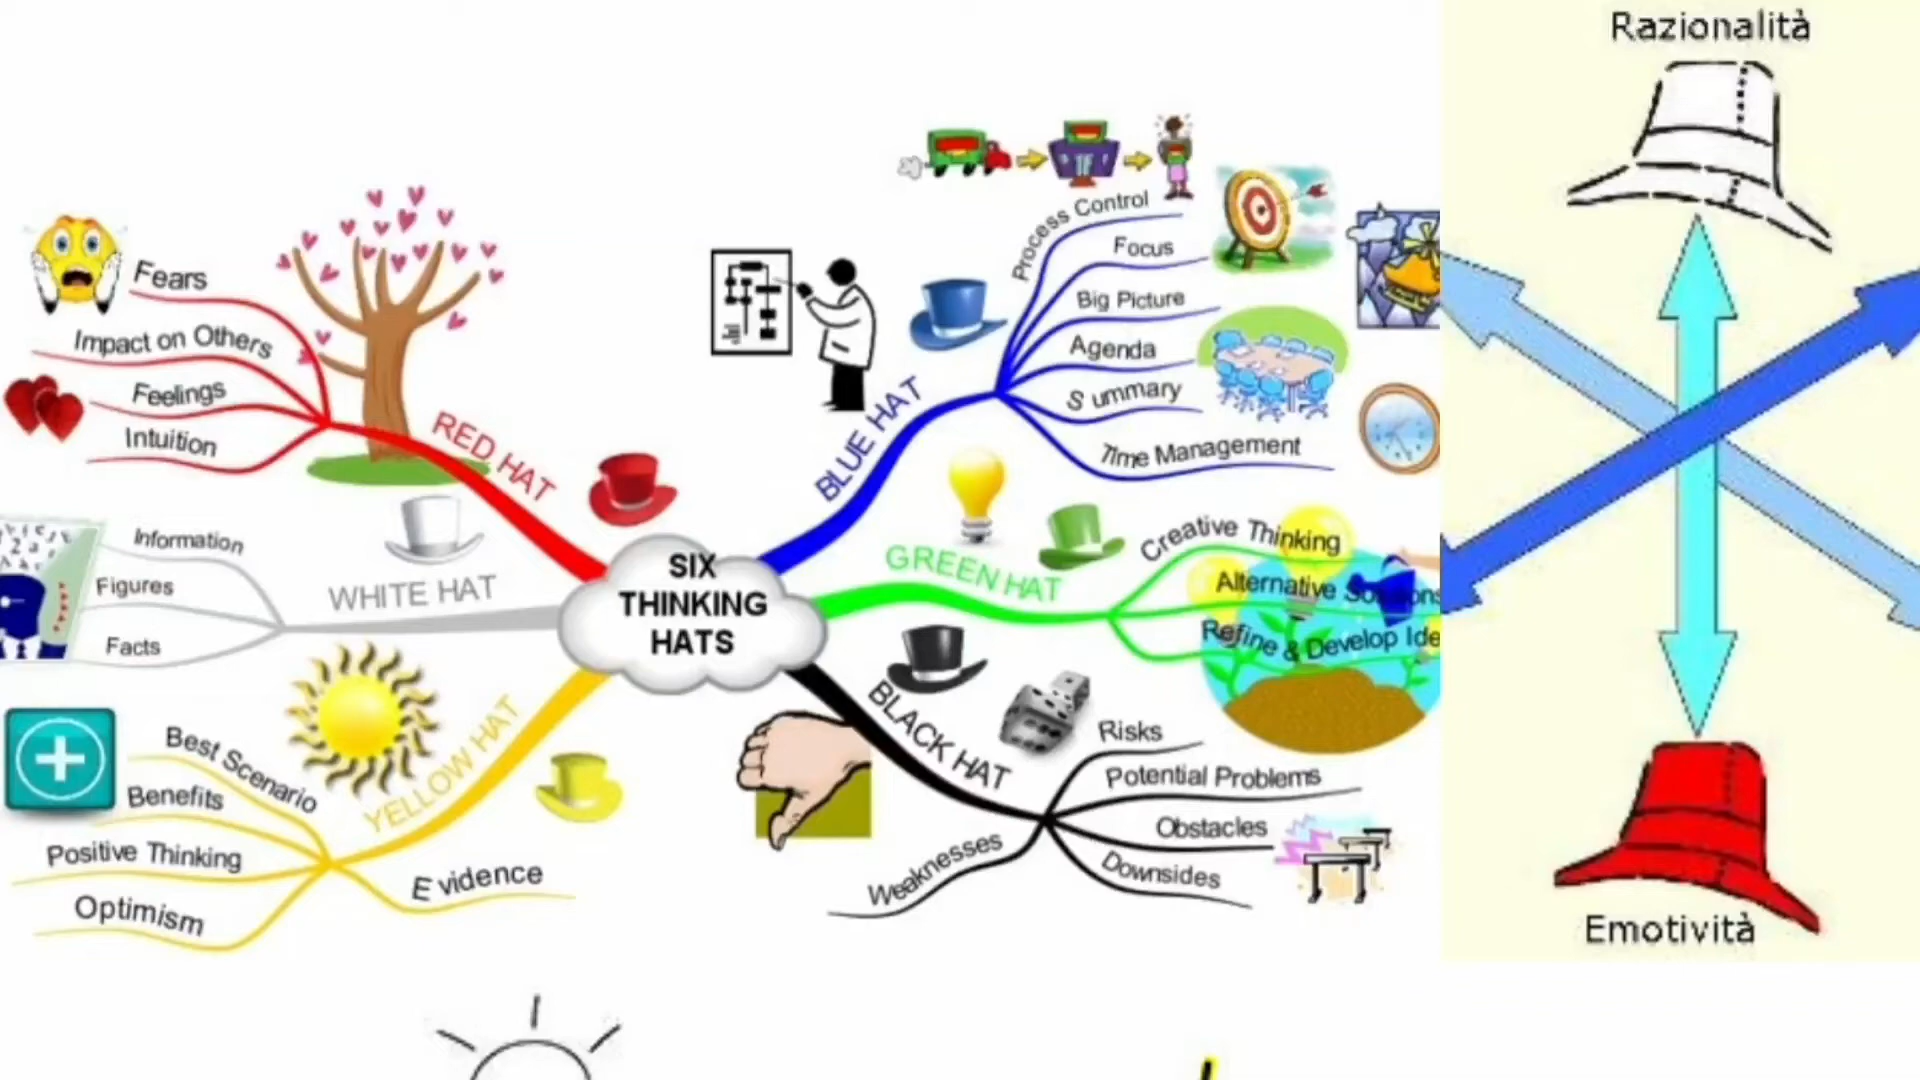 Razionalità
Process Control
Focus
Big Picture
Agenda
Summary
Time Management
BLUE HAT
Fears
Impact on Others
Feelings
Intuition
RED HAT
Information
Figures
Facts
WHITE HAT
SIX
THINKING
HATS
GREEN HAT
Creative Thinking
Alternative
Refine & Develop
BLACK HAT
Risks
Potential Problems
Obstacles
Downsides
Weaknesses
YELLOW HAT
Best Scenario
Benefits
Positive Thinking
Optimism
Evidence
Emotività